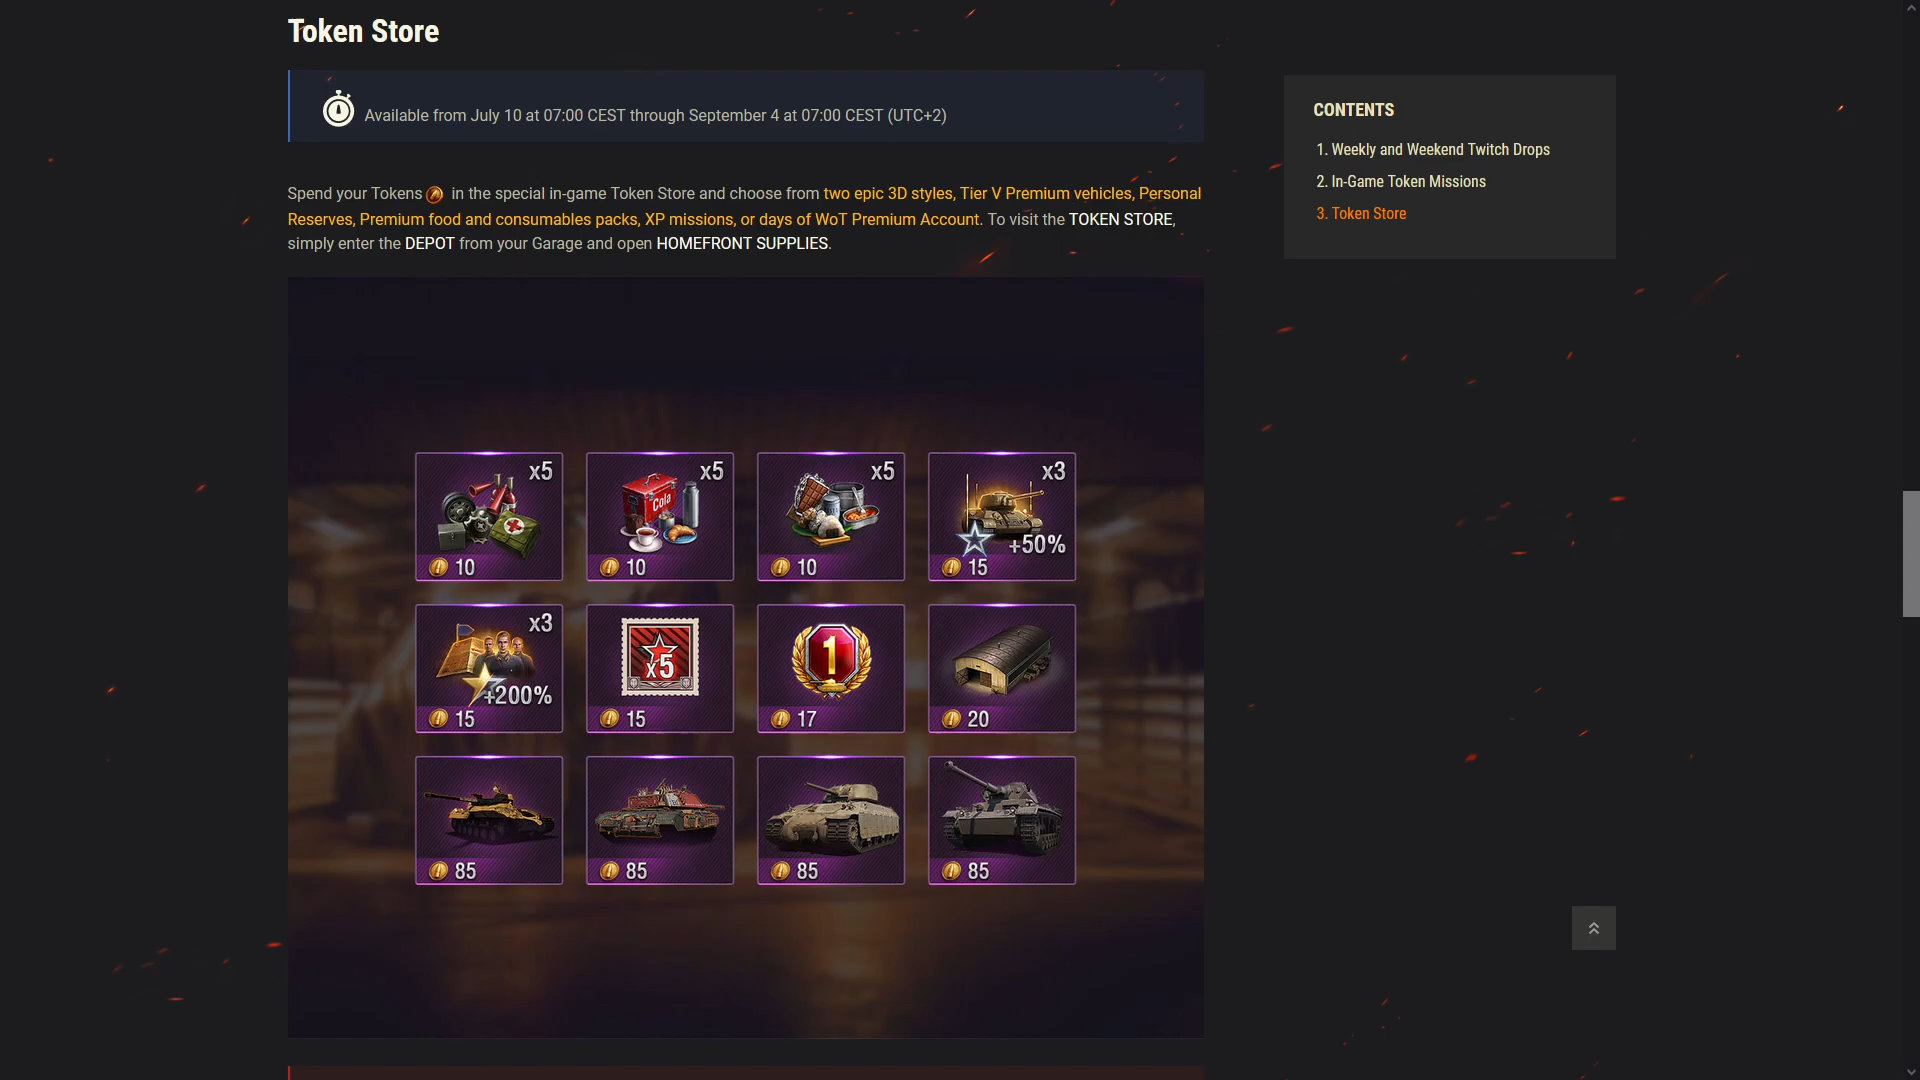 Token Store
Available from July 10 at 07:00 CEST through September 4 at 07:00 CEST (UTC+2)
Spend your Tokens in the special in-game Token Store and choose from two epic 3D styles, Tier V Premium vehicles, Personal
Reserves, Premium food and consumables packs, XP missions, or days of WoT Premium Account. To visit the TOKEN STORE,
simply enter the DEPOT from your Garage and open HOMEFRONT SUPPLIES.
CONTENTS
1. Weekly and Weekend Twitch Drops
2. In-Game Token Missions
3. Token Store
x5
Cola
x5
x5
x3
+50%
10
10
10
15
x3
+200%
x5
1
15
15
17
20
85
85
85
85